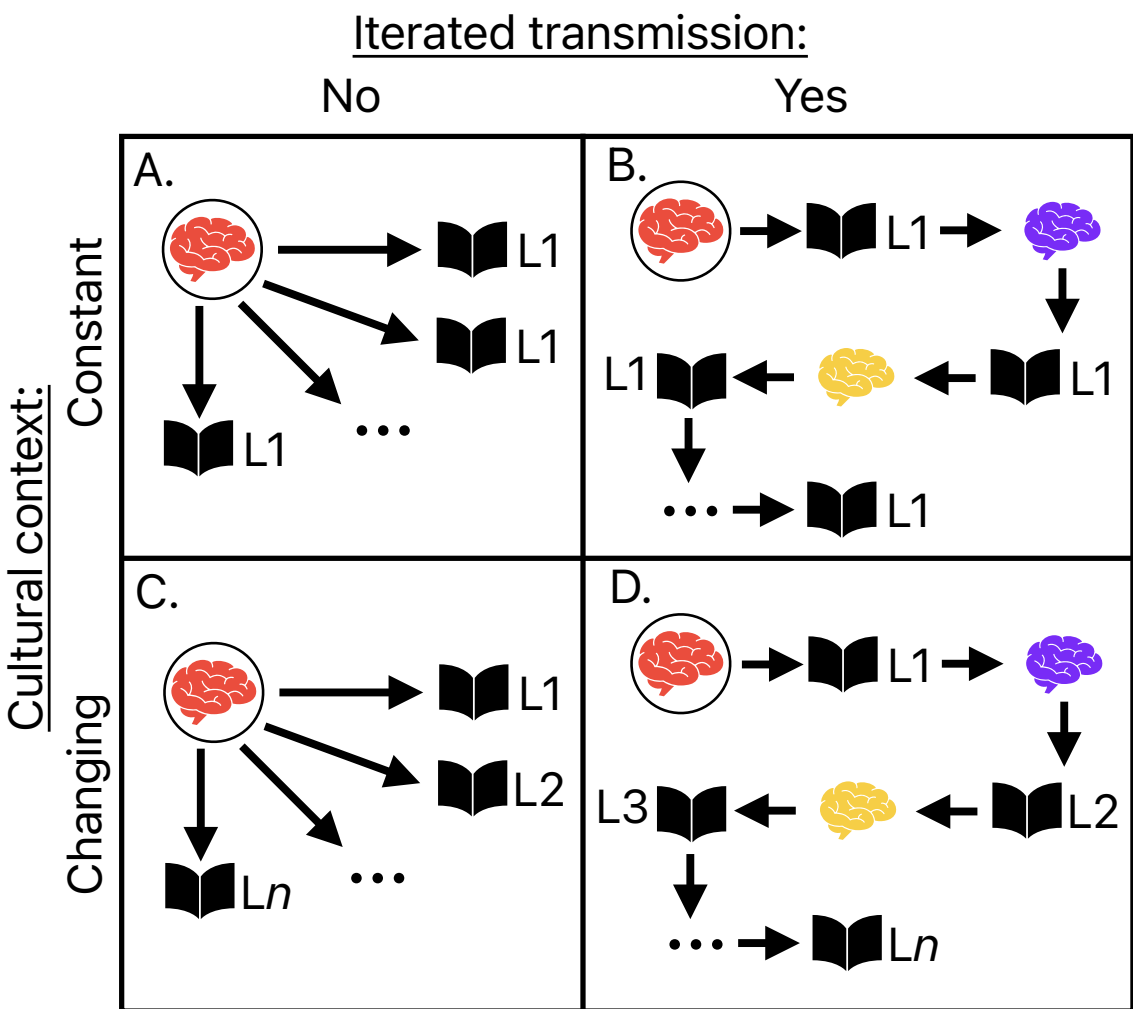 Iterated transmission:
No
Yes
Cultural context:
Constant
Changing
A.
L1
L1
...
L1
B.
L1
L1
L1
...
L1
C.
L1
L2
...
Ln
D.
L1
L3
L2
...
Ln